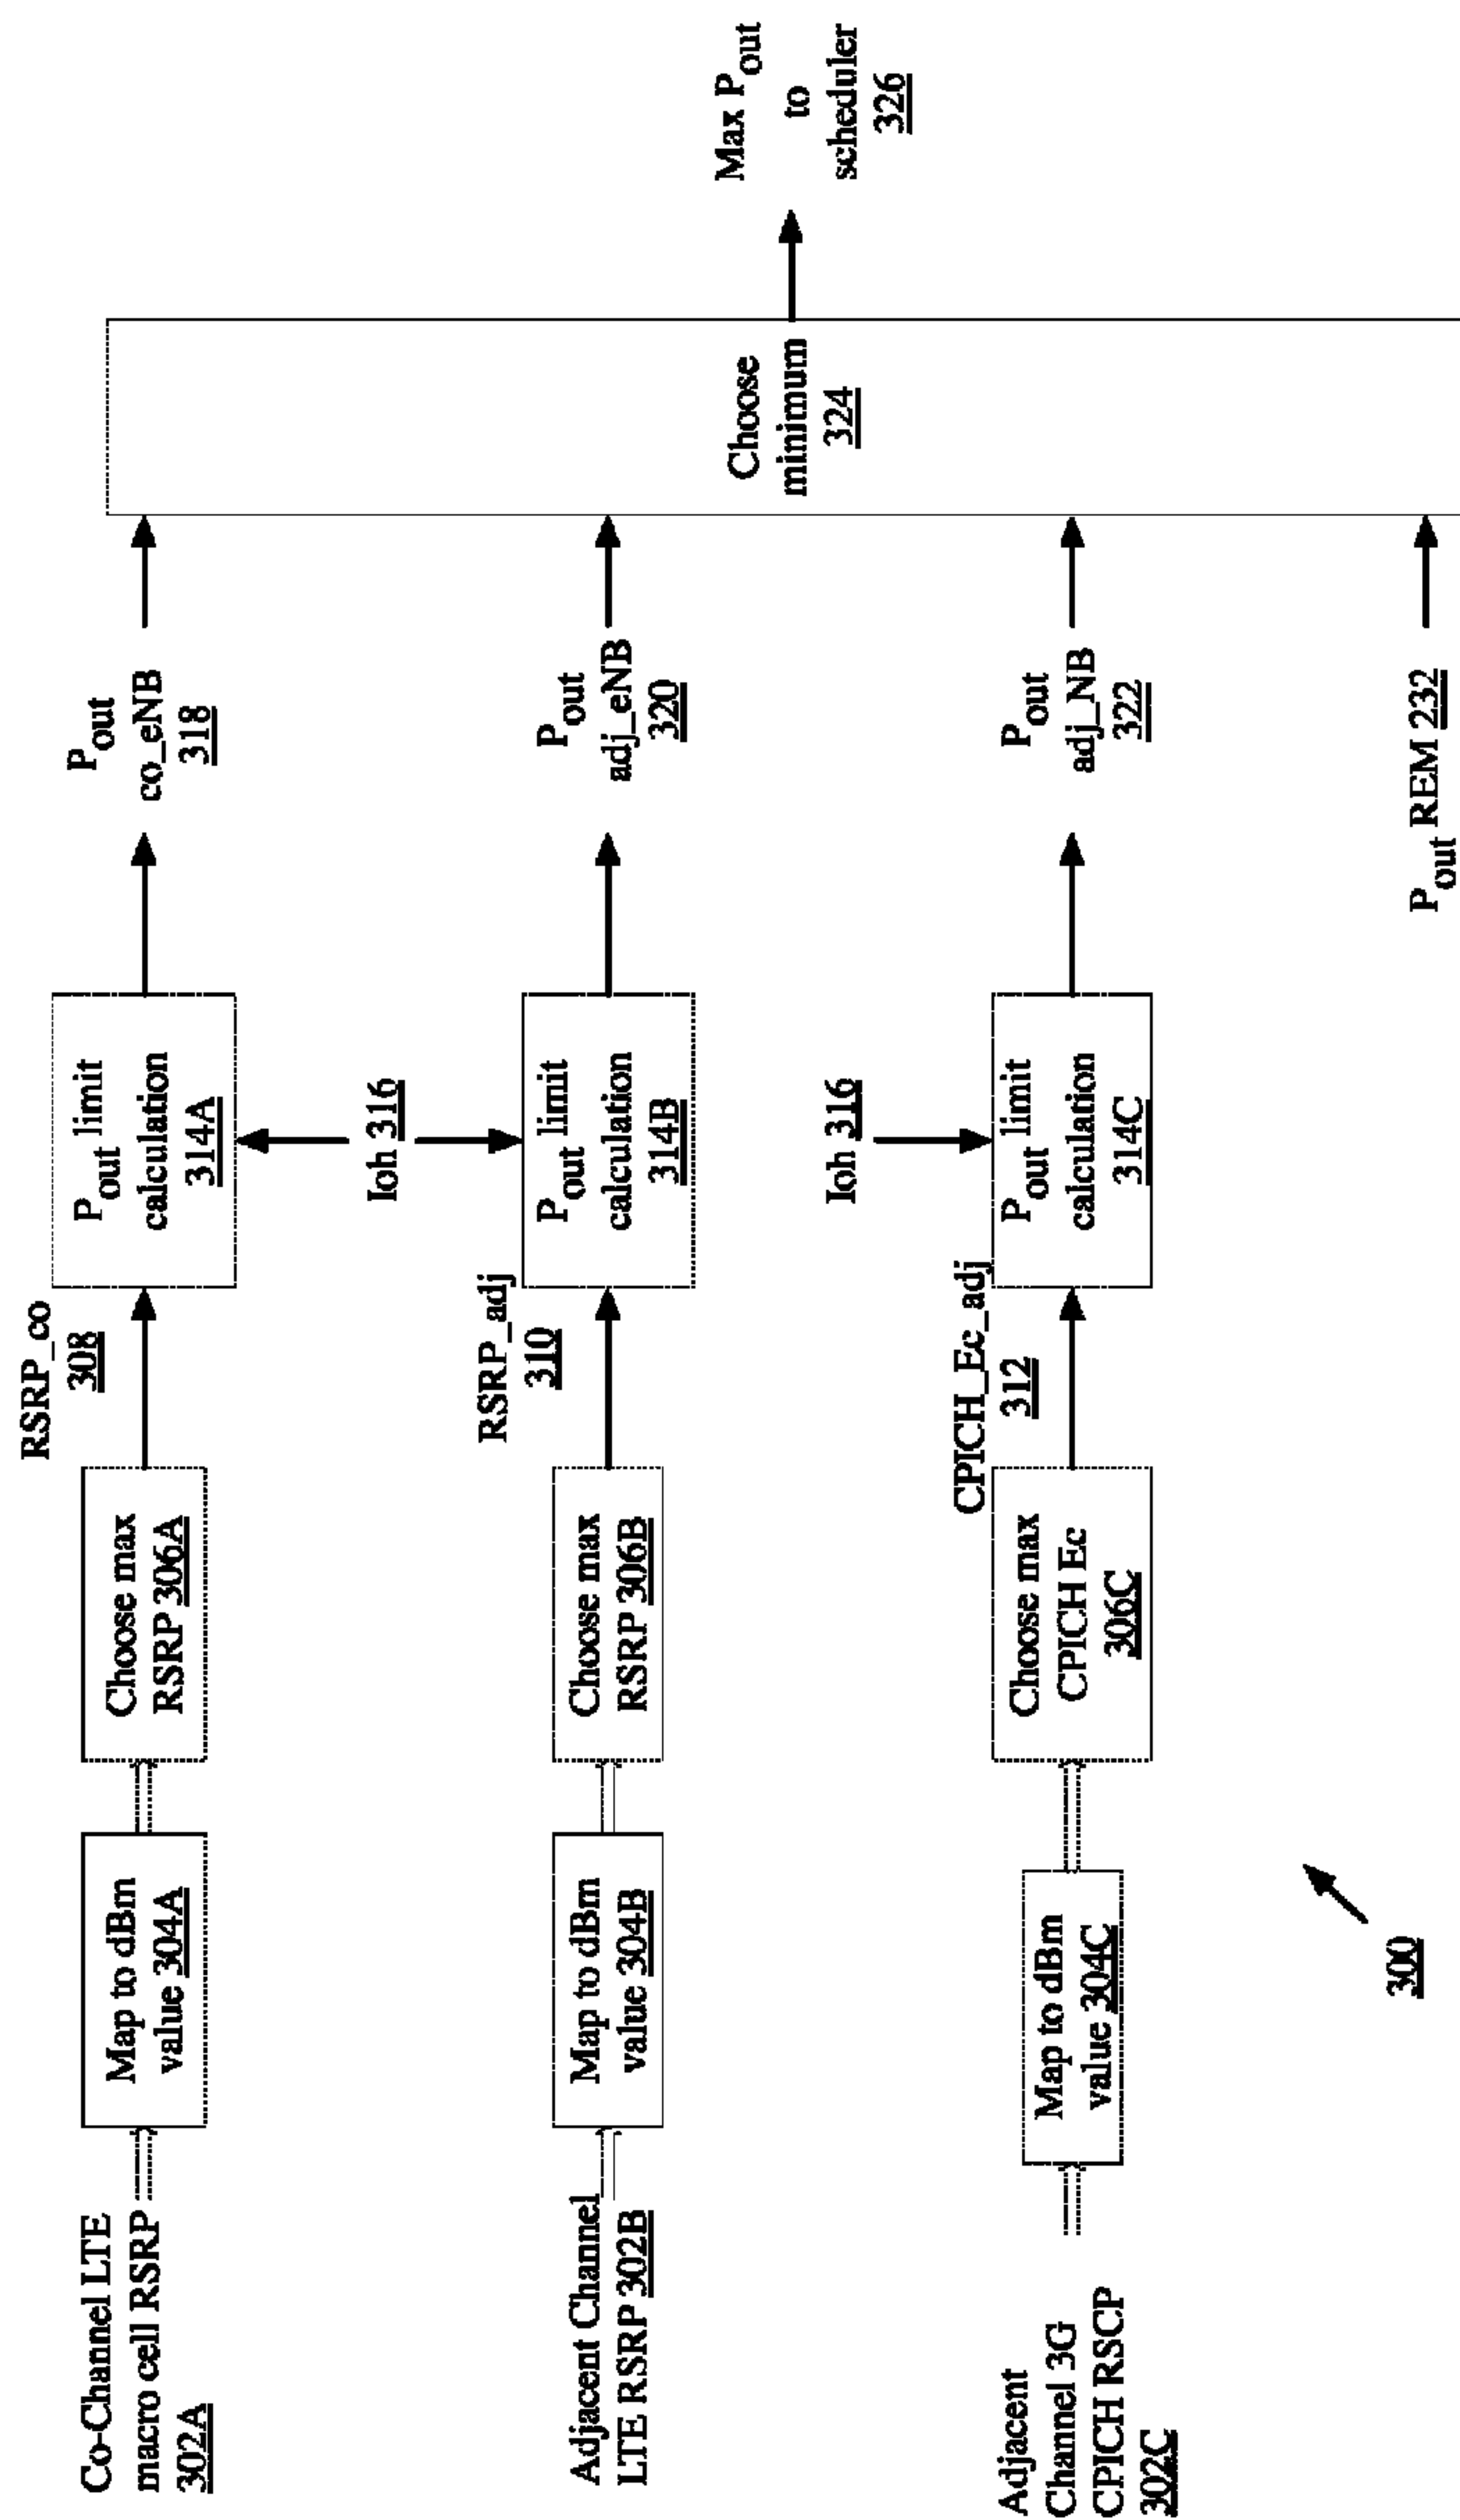 Co-Channel LTE
macro cell RSRP
302A
Map to dBm
value 304A
Choose max
RSRP 306A
RSRP_co
308
Pout limit
calculation
314A
Pout
co_eNB
318
Ioh 316
Adjacent Channel
LTE RSRP 302B
Map to dBm
value 304B
Choose max
RSRP 306B
RSRP_adj
310
Pout limit
calculation
314B
Pout
adj_eNB
320
Ioh 316
Adjacent
Channel 3G
CPICH RSCP
302C
Map to dBm
value 304C
Choose max
CPICH Ec
306C
CPICH_Ec_adj
312
Pout limit
calculation
314C
Pout
adj_NB
322
Pout REM 232
Choose
minimum
324
Max Pout
to
scheduler
326
300